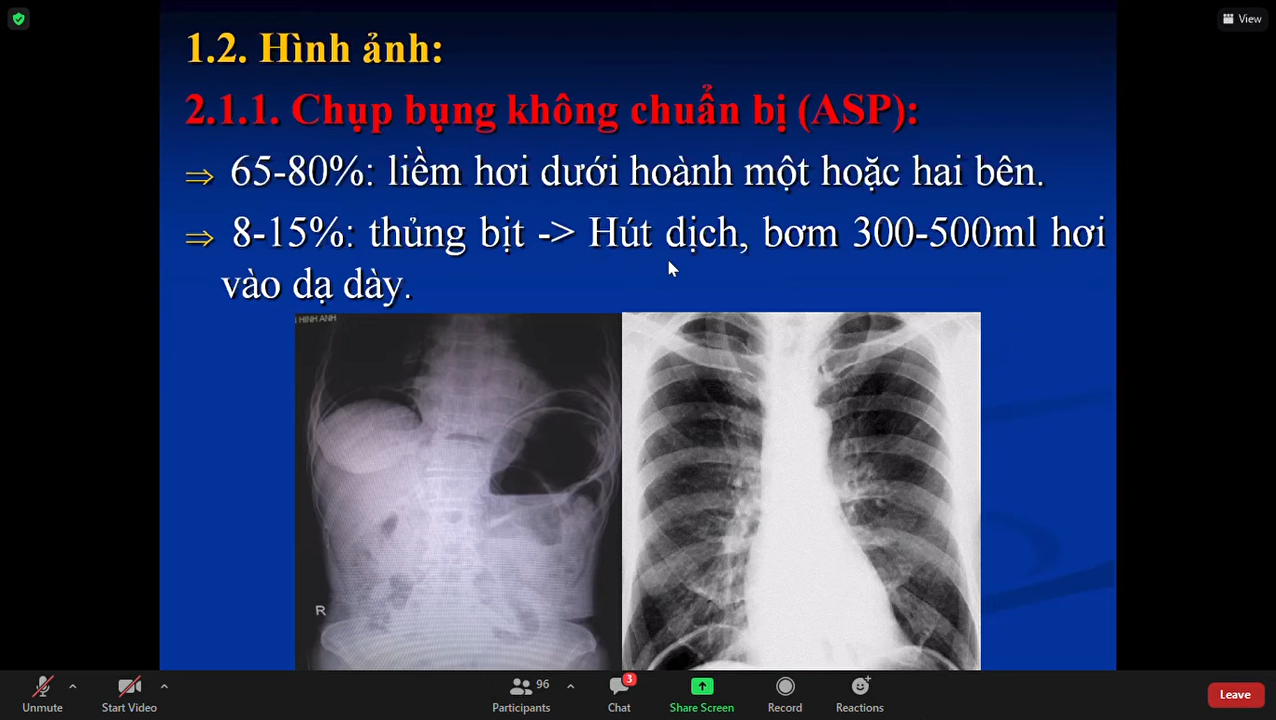 View
1.2. Hình ảnh:
2.1.1. Chụp bụng không chuẩn bị (ASP):
⇒ 65-80%: liềm hơi dưới hoành một hoặc hai bên.
⇒ 8-15%: thủng bịt -> Hút dịch, bơm 300-500ml hơi
vào dạ dày.
HINH ANH
R
96
3
Unmute
Start Video
Participants
Chat
Share Screen
Record
Reactions
Leave